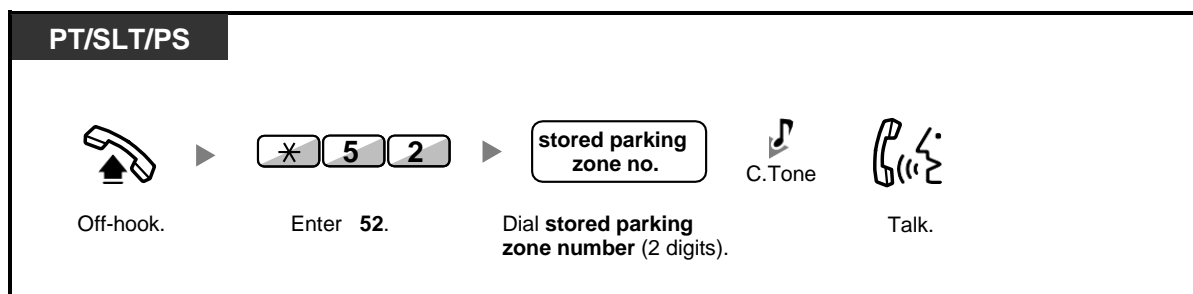 PT/SLT/PS
✳ 5 2
stored parking
zone no.
C.Tone
Off-hook.
Enter 52.
Dial stored parking
zone number (2 digits).
Talk.